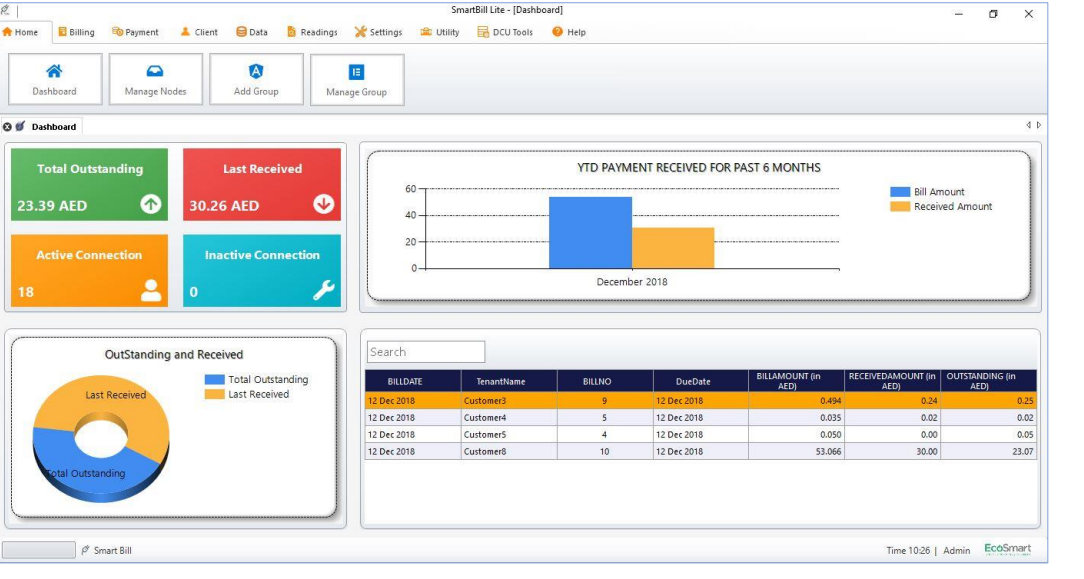 SmartBill Lite - [Dashboard]
Home Billing Payment Client Data Readings Settings Utility DCU Tools Help
Dashboard Manage Nodes Add Group Manage Group
Dashboard
Total Outstanding
23.39 AED
Last Received
30.26 AED
Active Connection
18
Inactive Connection
0
YTD PAYMENT RECEIVED FOR PAST 6 MONTHS
60
40
20
0
December 2018
Bill Amount
Received Amount
OutStanding and Received
Total Outstanding
Last Received
Last Received
Total Outstanding
Search
BILLDATE TenantName BILLNO DueDate BILLAMOUNT (in AED) RECEIVEDAMOUNT (in AED) OUTSTANDING (in AED)
12 Dec 2018 Customer3 9 12 Dec 2018 0.494 0.24 0.25
12 Dec 2018 Customer4 5 12 Dec 2018 0.035 0.02 0.02
12 Dec 2018 Customer5 4 12 Dec 2018 0.050 0.00 0.05
12 Dec 2018 Customer8 10 12 Dec 2018 53.066 30.00 23.07
Smart Bill
Time 10:26 | Admin
EcoSmart